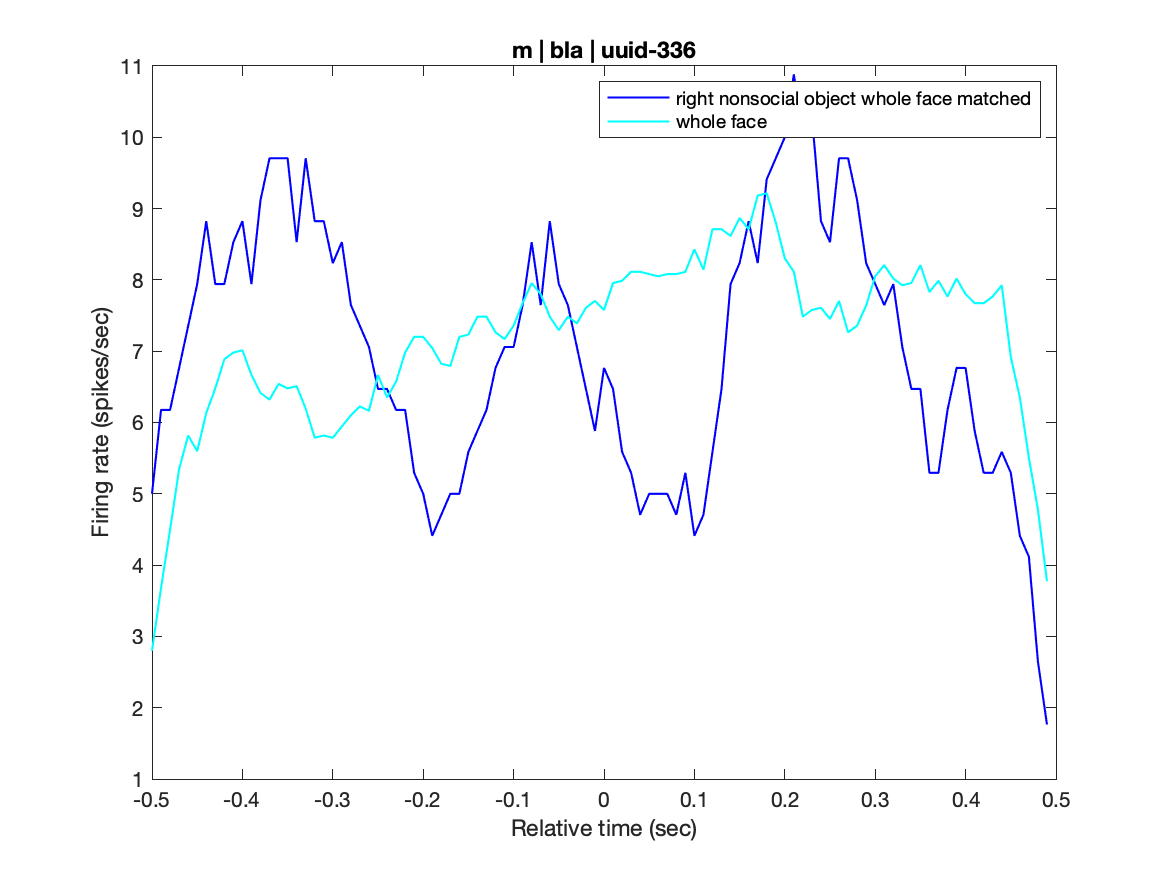 m | bla | uuid-336
right nonsocial object whole face matched
whole face
11
10
9
8
7
6
5
4
3
2
1
Firing rate (spikes/sec)
-0.5 -0.4 -0.3 -0.2 -0.1 0 0.1 0.2 0.3 0.4 0.5
Relative time (sec)